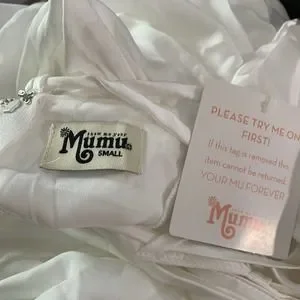 show me your
Mumu
SMALL
PLEASE TRY ME ON
FIRST!
If this tag is removed this
item cannot be returned.
YOUR MU FOREVER
Mumu